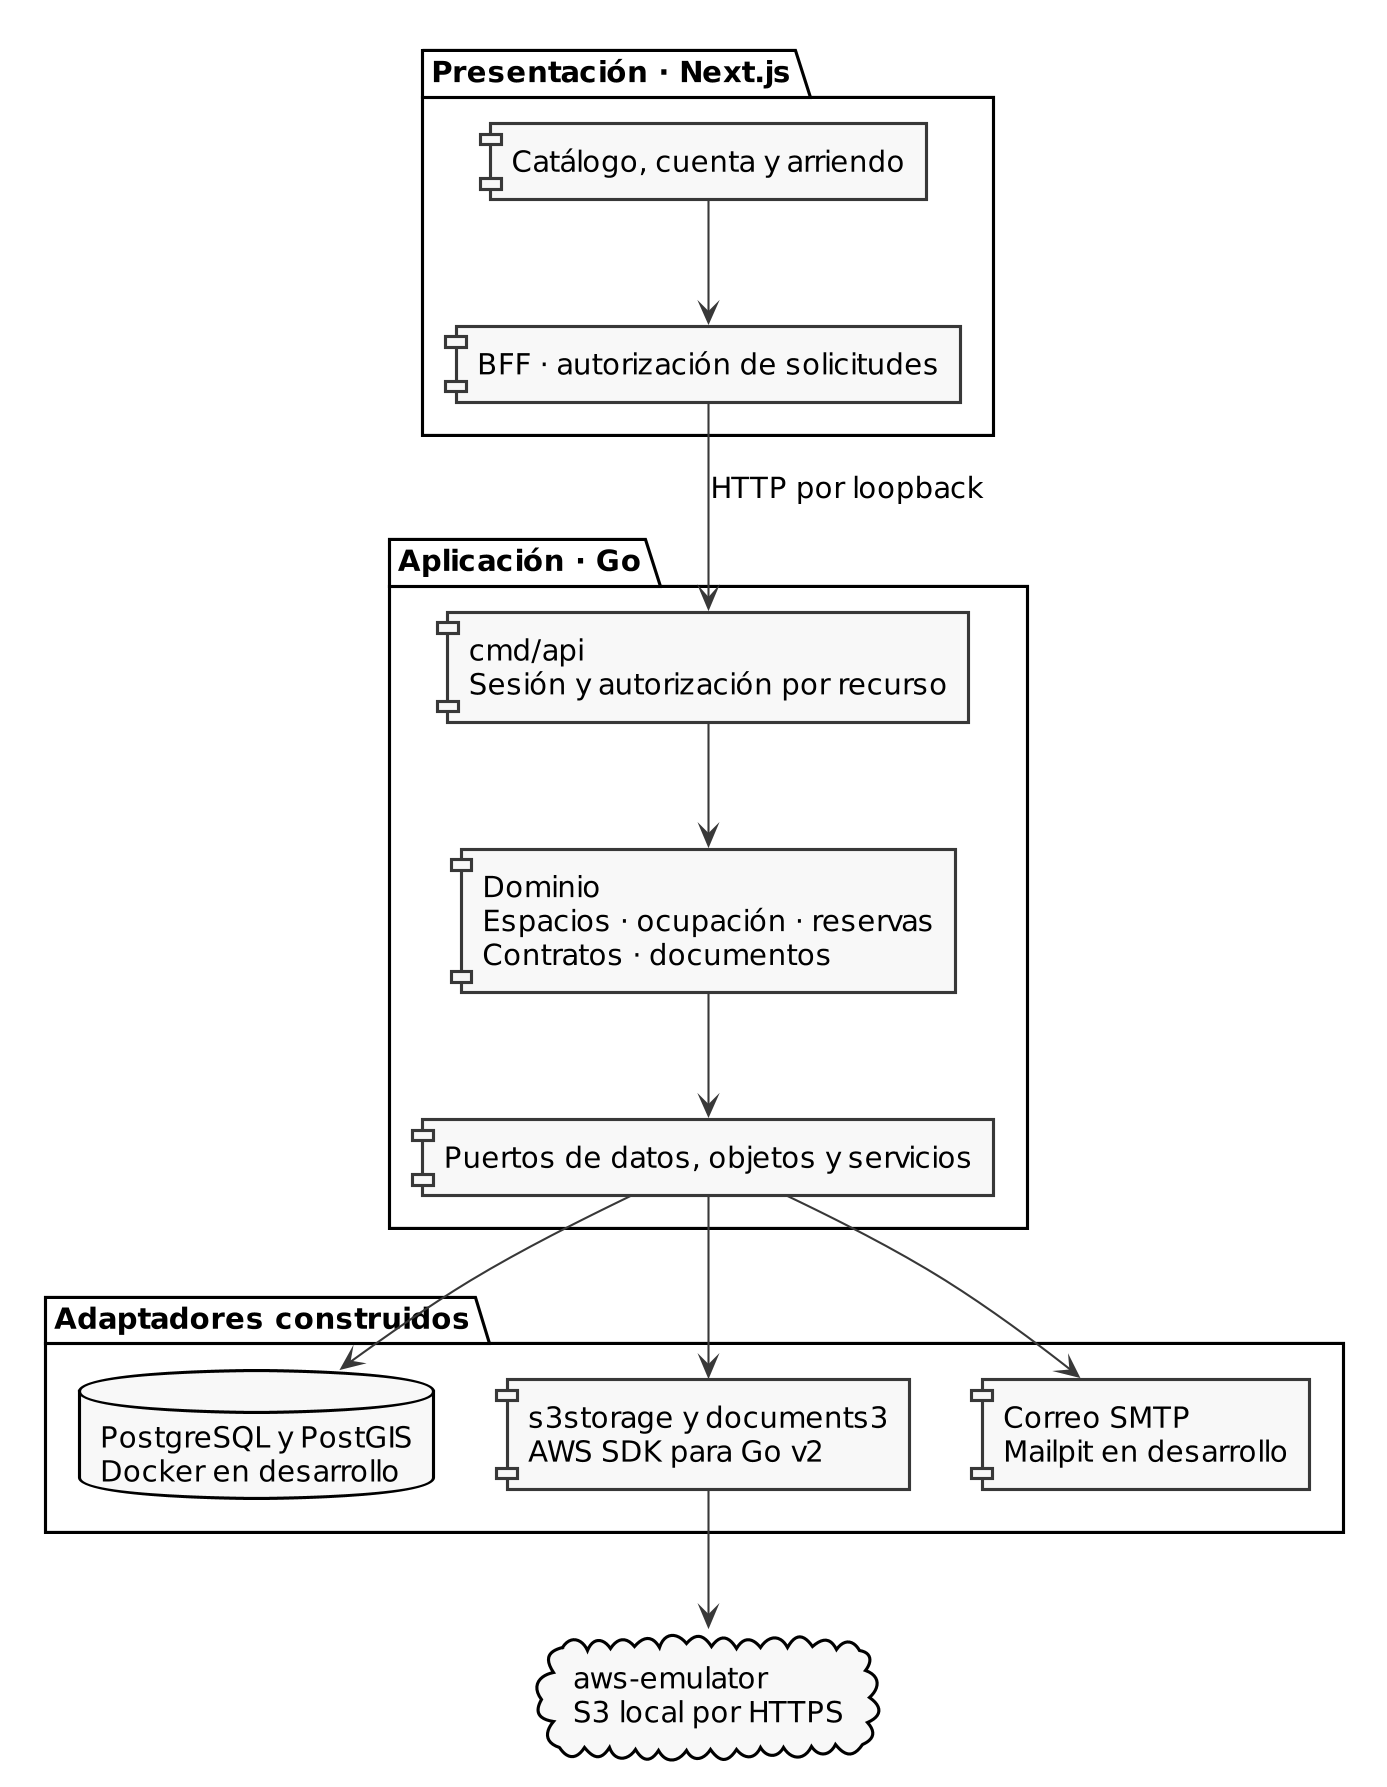 Presentación · Next.js
Catálogo, cuenta y arriendo
BFF · autorización de solicitudes
HTTP por loopback
Aplicación · Go
cmd/api
Sesión y autorización por recurso
Dominio
Espacios · ocupación · reservas
Contratos · documentos
Puertos de datos, objetos y servicios
Adaptadores construidos
PostgreSQL y PostGIS
Docker en desarrollo
s3storage y documents3
AWS SDK para Go v2
Correo SMTP
Mailpit en desarrollo
aws-emulator
S3 local por HTTPS